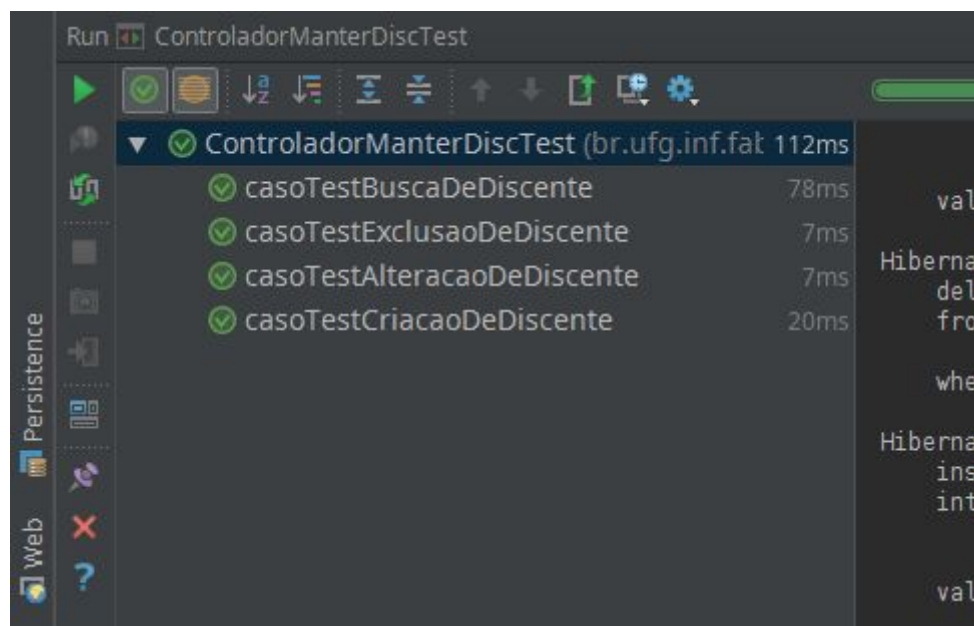 Run ControladorManterDiscTest
ControladorManterDiscTest (br.ufg.inf.fab 112ms
casoTestBuscaDeDiscente 78ms
casoTestExclusaoDeDiscente 7ms
casoTestAlteracaoDeDiscente 7ms
casoTestCriacaoDeDiscente 20ms
val
Hiberna
del
fro
whe
Hiberna
ins
int
val
Persistence
Web